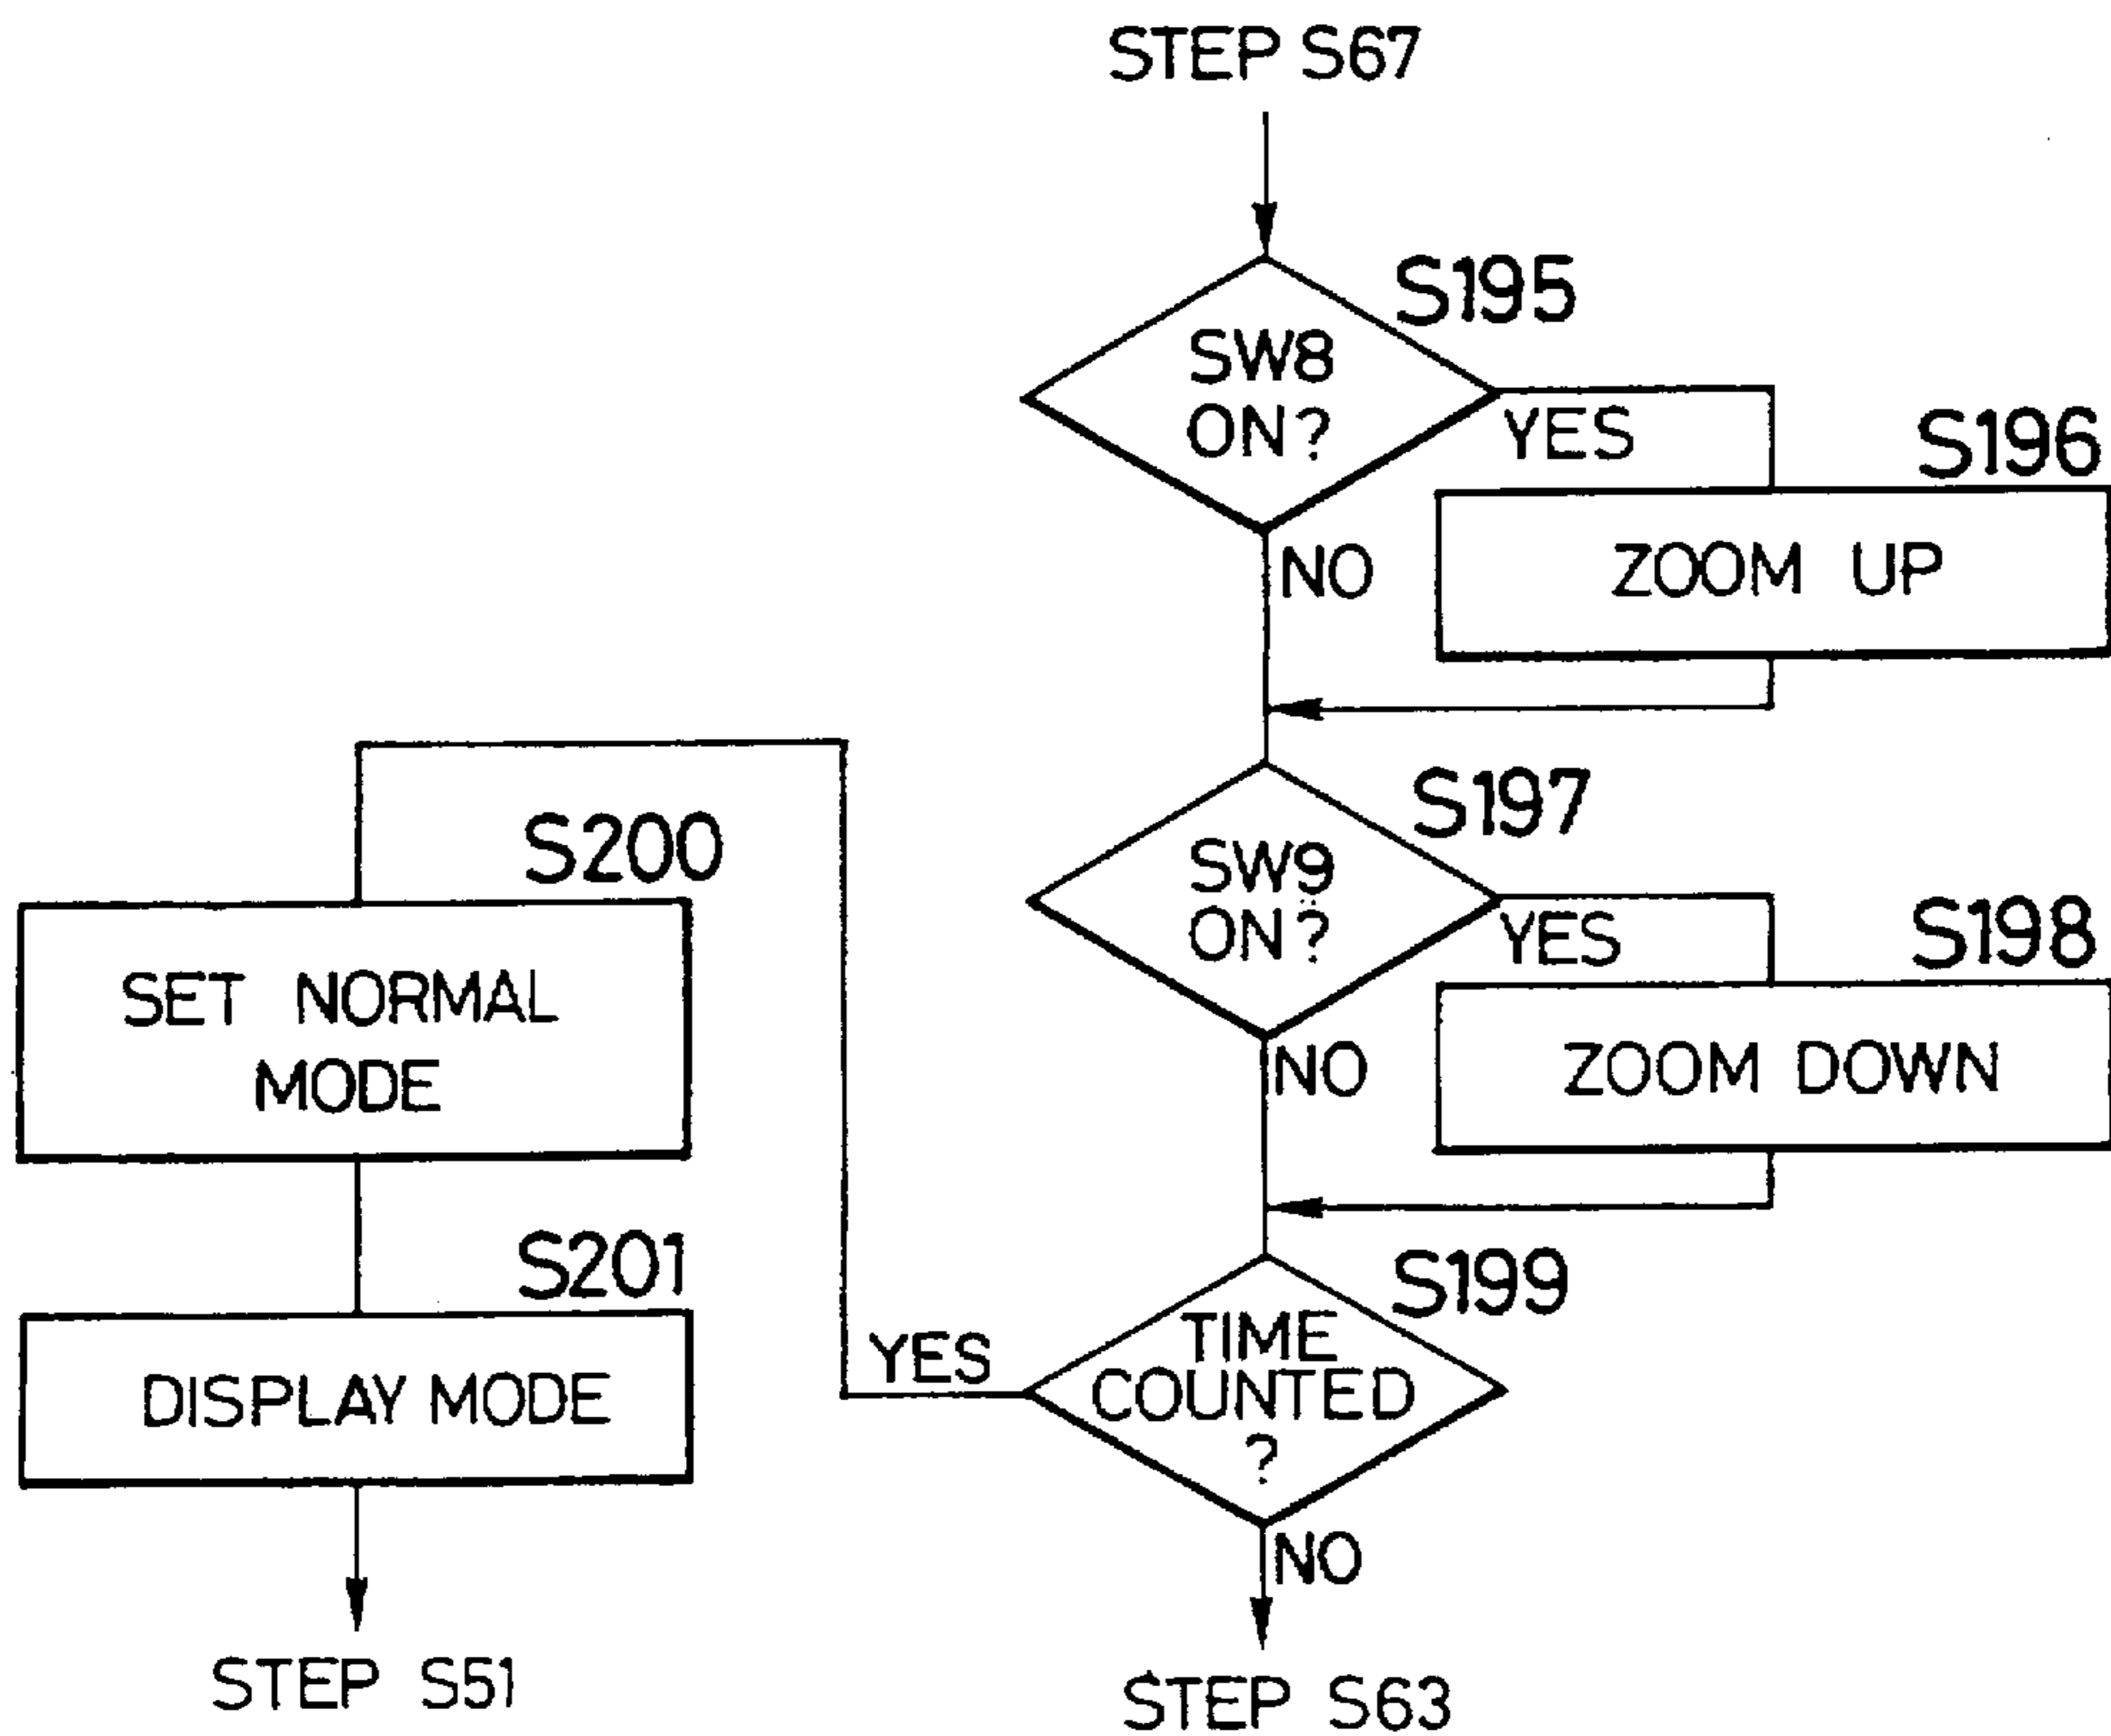 STEP S67
S195
SW8
ON?
YES
S196
NO
ZOOM UP
S197
SW9
ON?
YES
S198
NO
ZOOM DOWN
S199
TIME
COUNTED
?
YES
NO
STEP S63
S200
SET NORMAL
MODE
S201
DISPLAY MODE
STEP S51